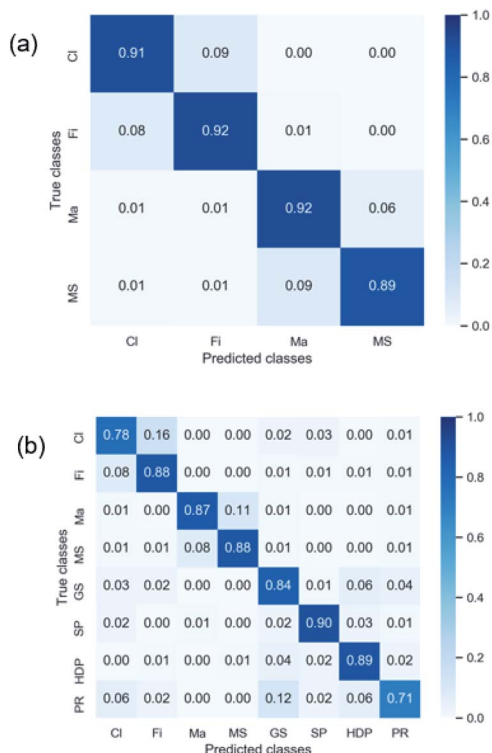 (a)
True classes
Cl 0.91 0.09 0.00 0.00
Fi 0.08 0.92 0.01 0.00
Ma 0.01 0.01 0.92 0.06
MS 0.01 0.01 0.09 0.89
Cl Fi Ma MS
Predicted classes
1.0
0.8
0.6
0.4
0.2
0.0
(b)
True classes
Cl 0.78 0.16 0.00 0.00 0.02 0.03 0.00 0.01
Fi 0.08 0.88 0.00 0.00 0.01 0.01 0.01 0.01
Ma 0.01 0.00 0.87 0.11 0.01 0.00 0.00 0.01
MS 0.01 0.01 0.08 0.88 0.01 0.00 0.00 0.01
GS 0.03 0.02 0.00 0.00 0.84 0.01 0.06 0.04
SP 0.02 0.00 0.01 0.00 0.02 0.90 0.03 0.01
HDP 0.00 0.01 0.00 0.01 0.04 0.02 0.89 0.02
PR 0.06 0.02 0.00 0.00 0.12 0.02 0.06 0.71
Cl Fi Ma MS GS SP HDP PR
Predicted classes
1.0
0.8
0.6
0.4
0.2
0.0